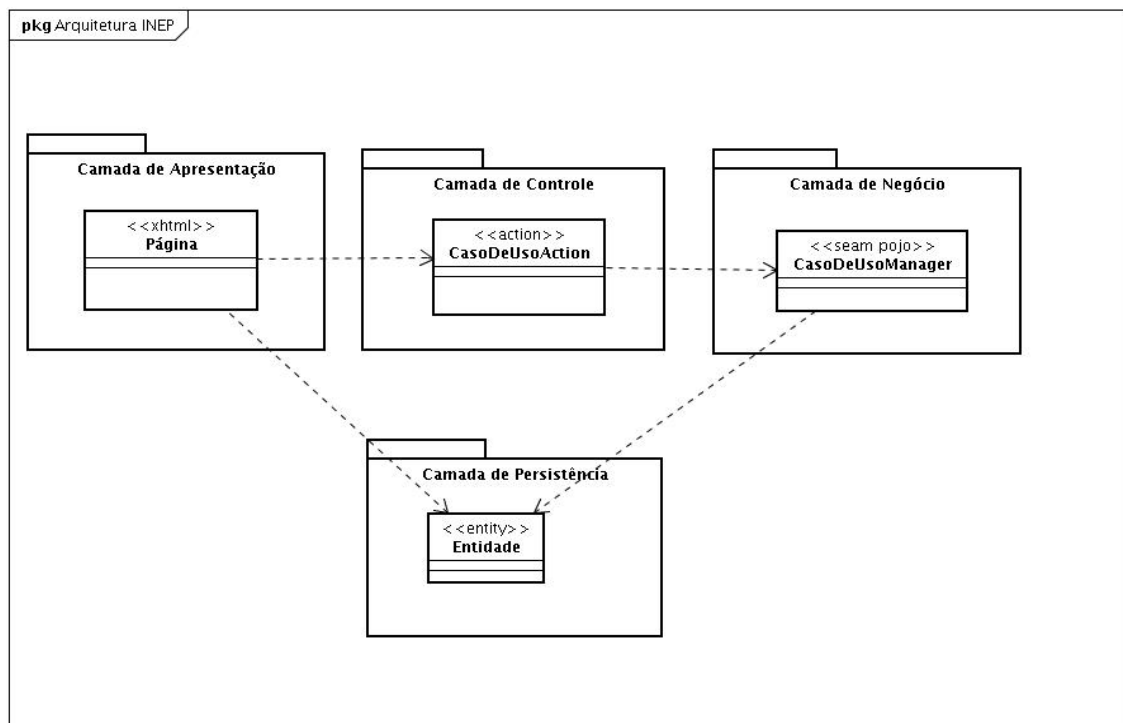 pkg Arquitetura INEP
Camada de Apresentação
<<xhtml>>
Página
Camada de Controle
<<action>>
CasoDeUsoAction
Camada de Negócio
<<seam pojo>>
CasoDeUsoManager
Camada de Persistência
<<entity>>
Entidade